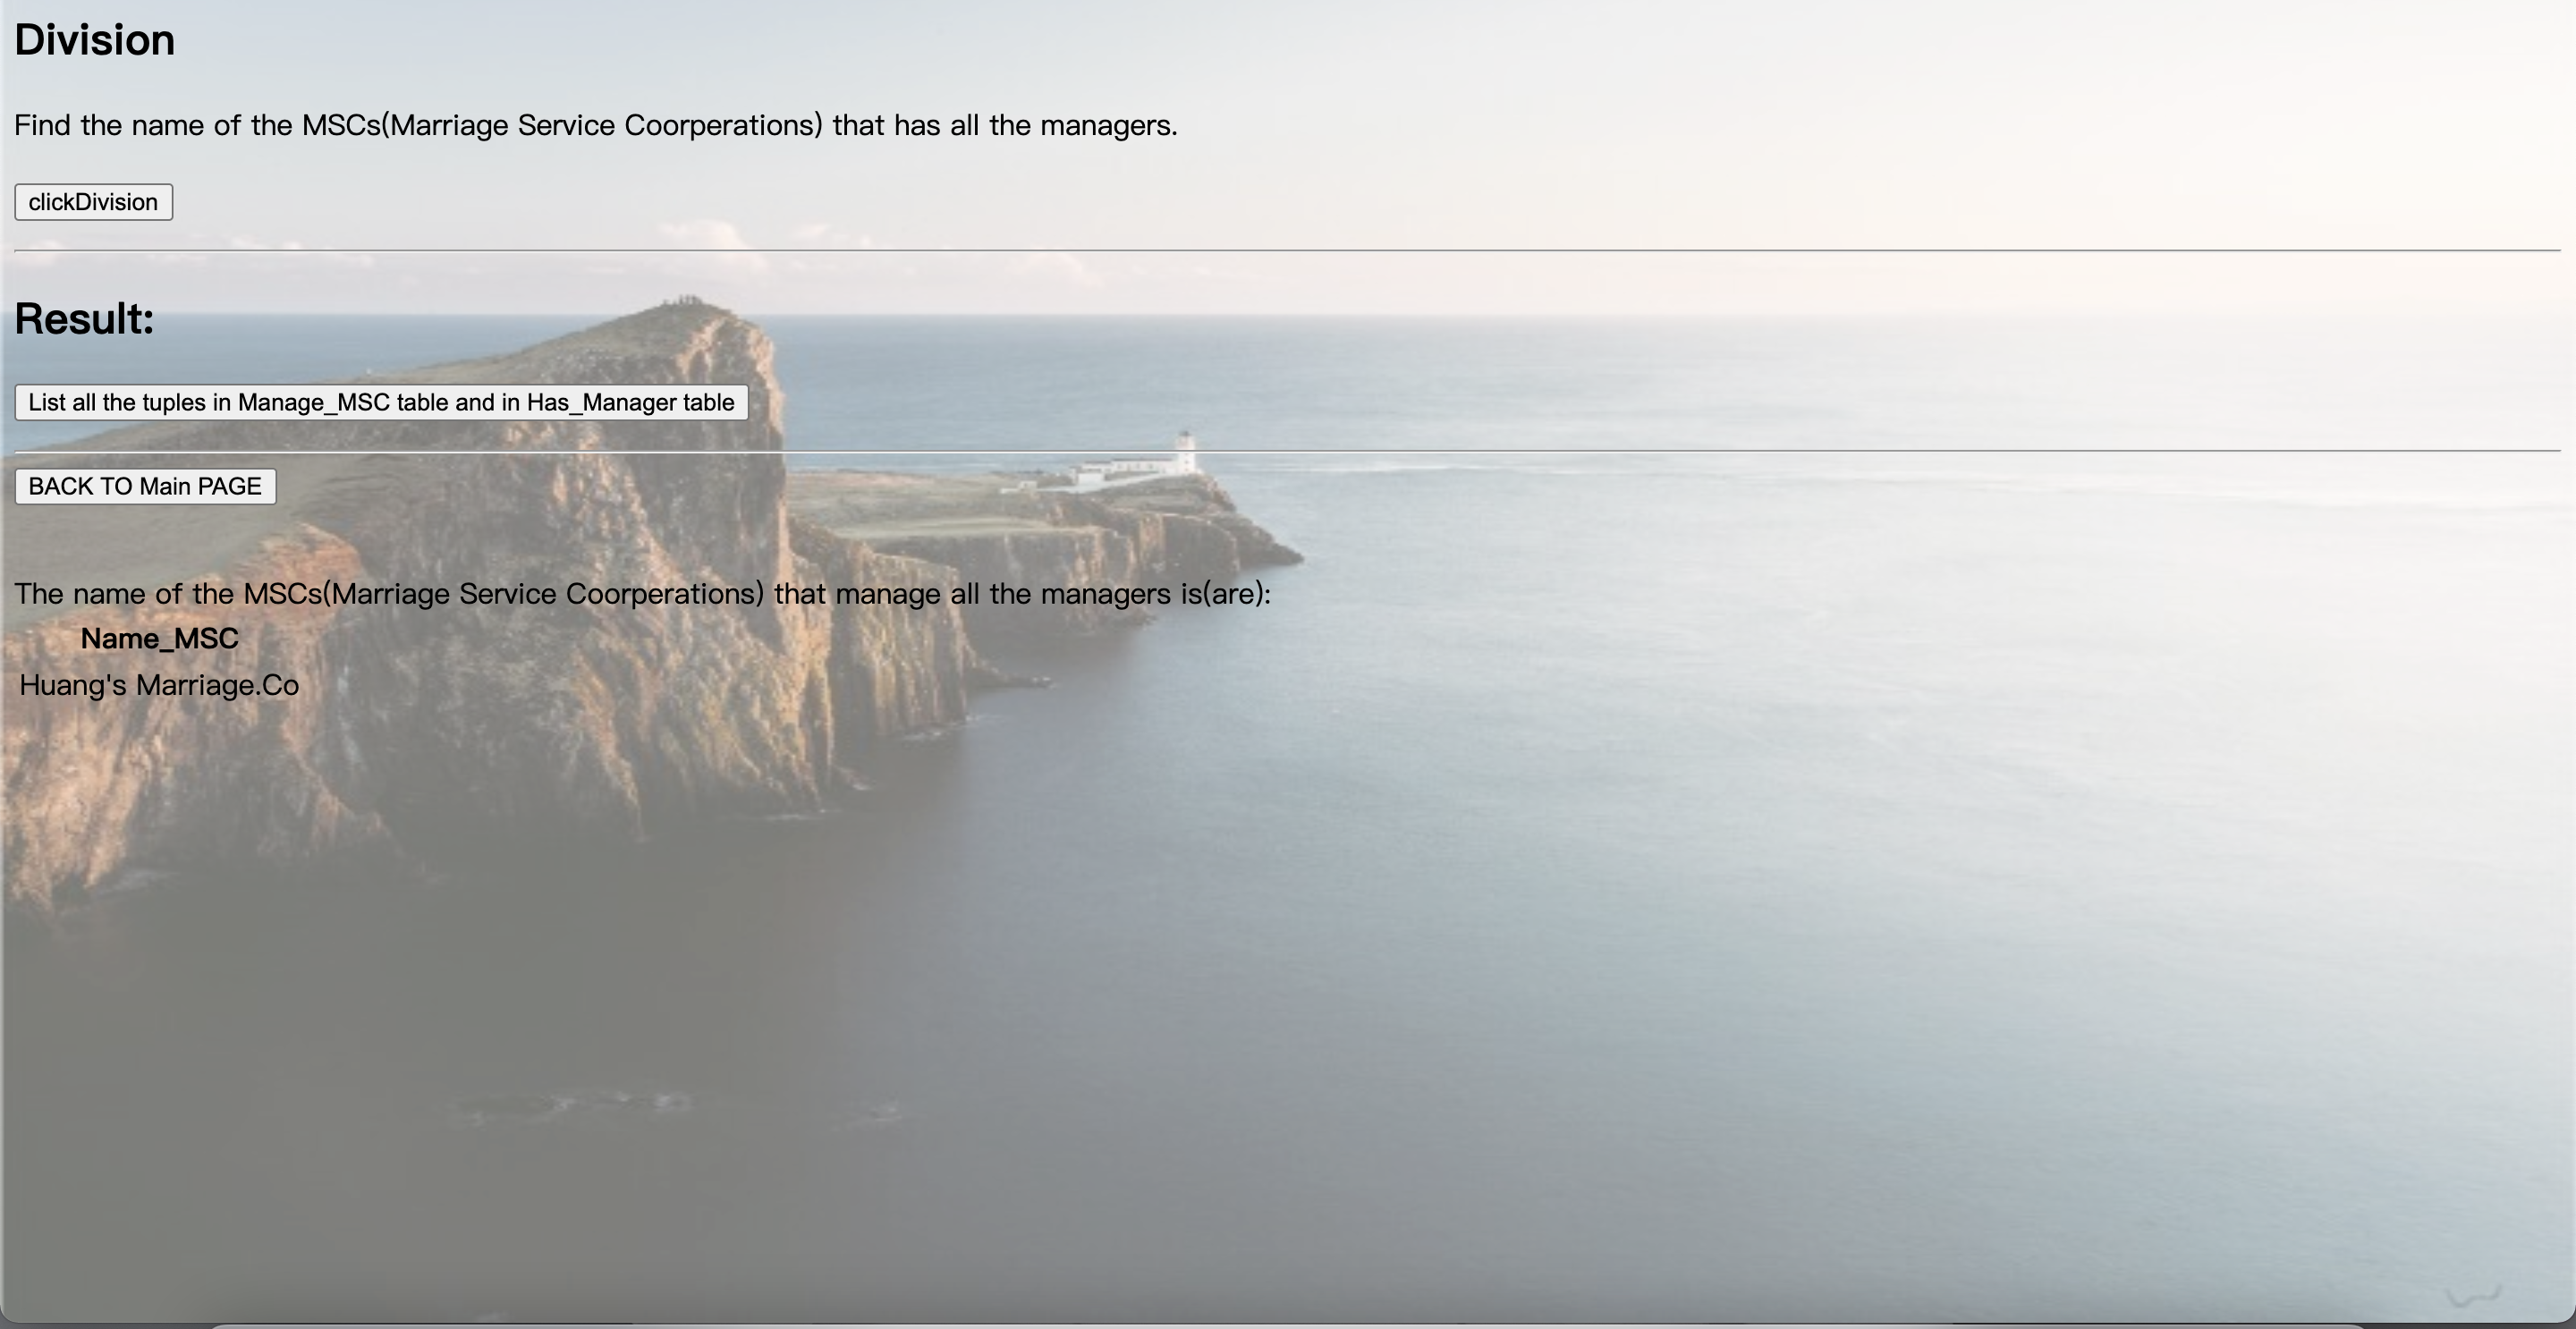 Division
Find the name of the MSCs(Marriage Service Coorperations) that has all the managers.
clickDivision
Result:
List all the tuples in Manage_MSC table and in Has_Manager table
BACK TO Main PAGE
The name of the MSCs(Marriage Service Coorperations) that manage all the managers is(are):
Name_MSC
Huang's Marriage.Co